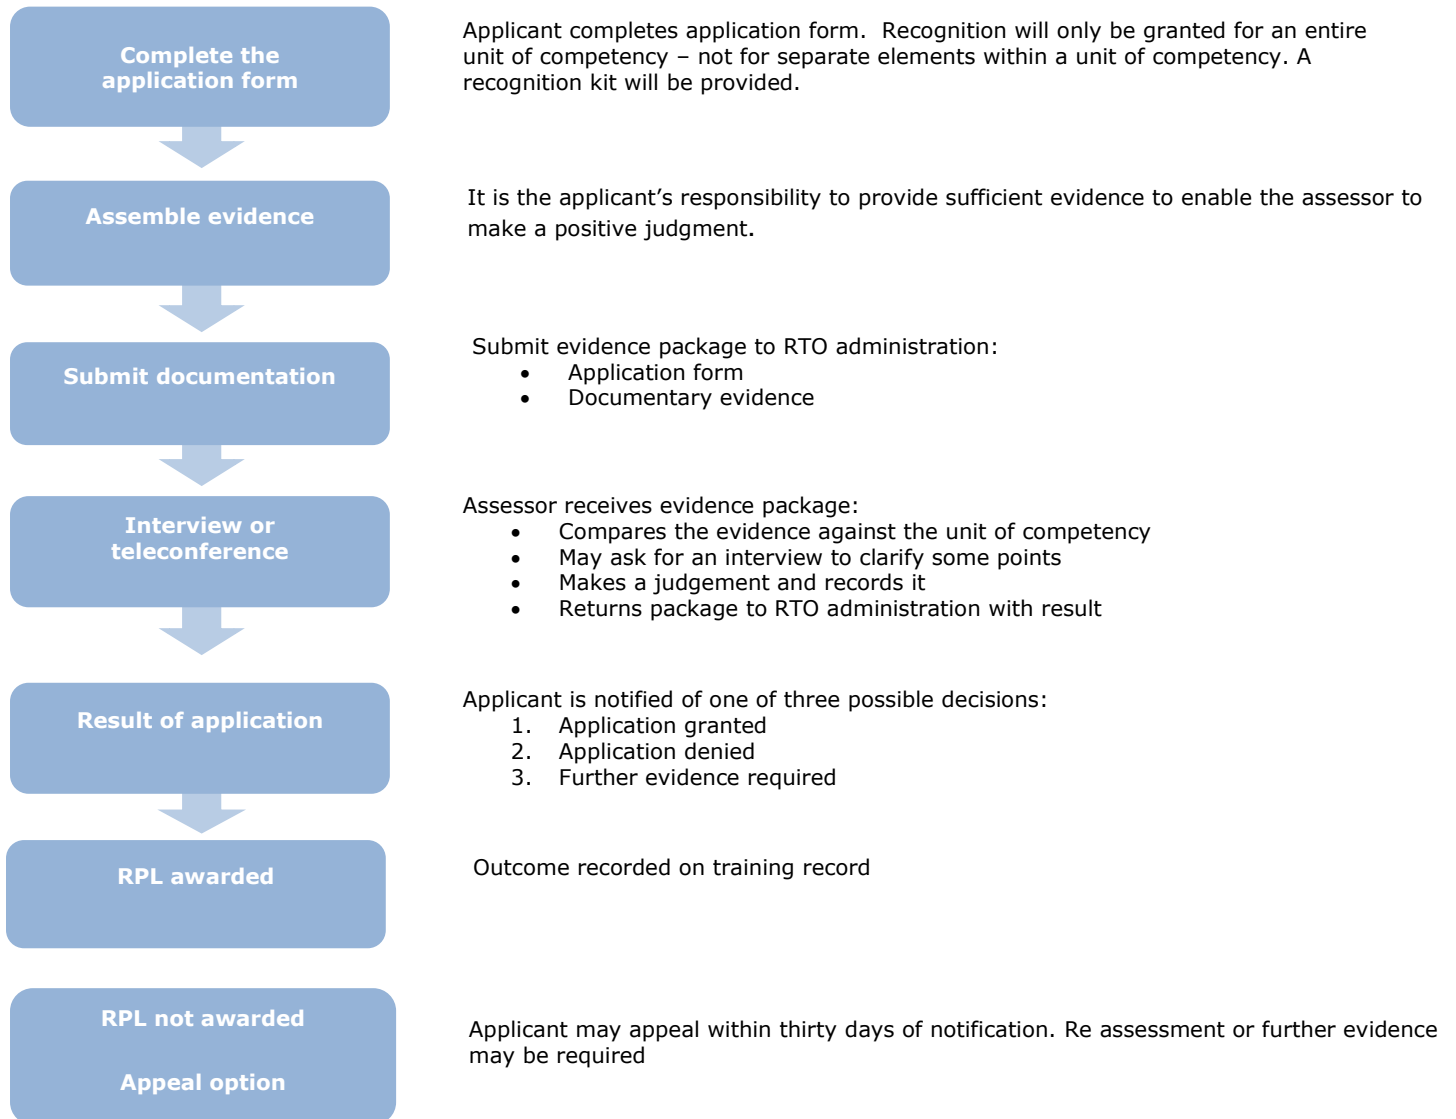 Complete the
application form
Applicant completes application form.  Recognition will only be granted for an entire
unit of competency – not for separate elements within a unit of competency. A
recognition kit will be provided.
Assemble evidence
It is the applicant’s responsibility to provide sufficient evidence to enable the assessor to
make a positive judgment.
Submit documentation
Submit evidence package to RTO administration:
• Application form
• Documentary evidence
Interview or
teleconference
Assessor receives evidence package:
• Compares the evidence against the unit of competency
• May ask for an interview to clarify some points
• Makes a judgement and records it
• Returns package to RTO administration with result
Result of application
Applicant is notified of one of three possible decisions:
1. Application granted
2. Application denied
3. Further evidence required
RPL awarded
Outcome recorded on training record
RPL not awarded
Appeal option
Applicant may appeal within thirty days of notification. Re assessment or further evidence
may be required